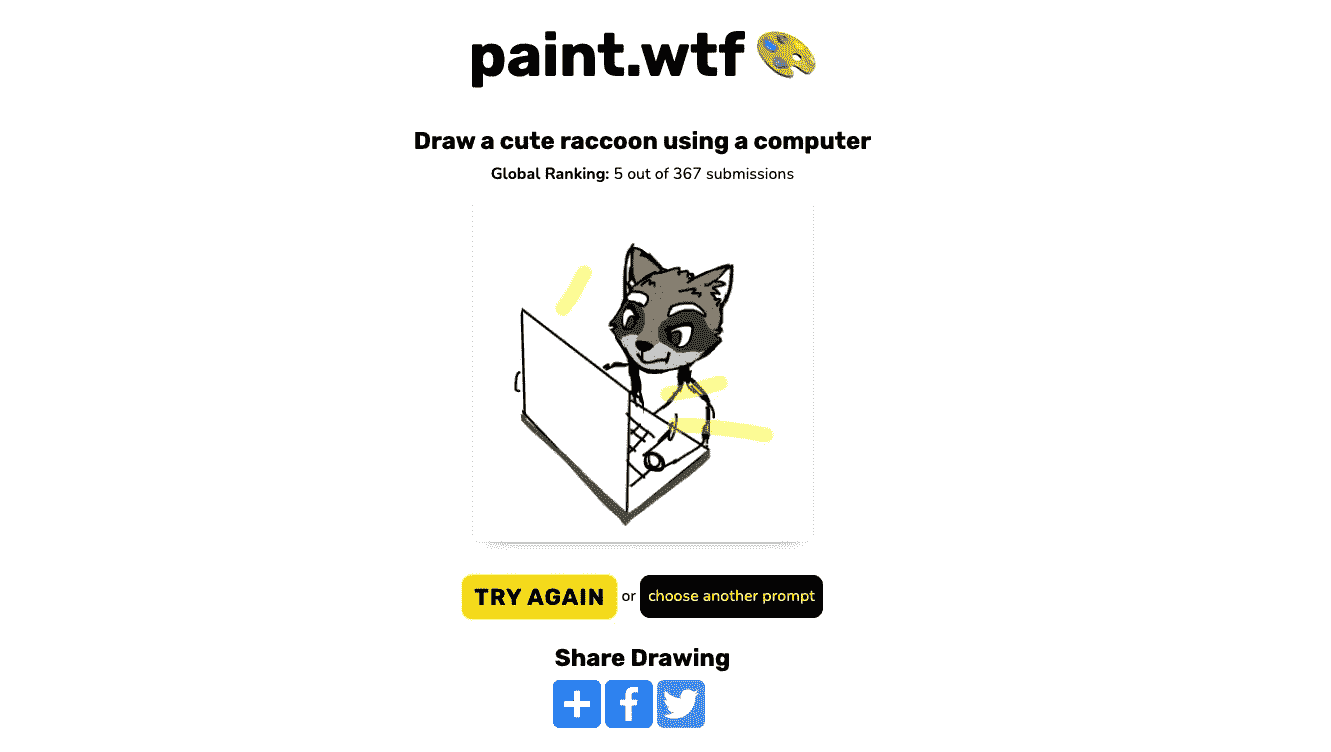 paint.wtf
Draw a cute raccoon using a computer
Global Ranking: 5 out of 367 submissions
TRY AGAIN or choose another prompt
Share Drawing